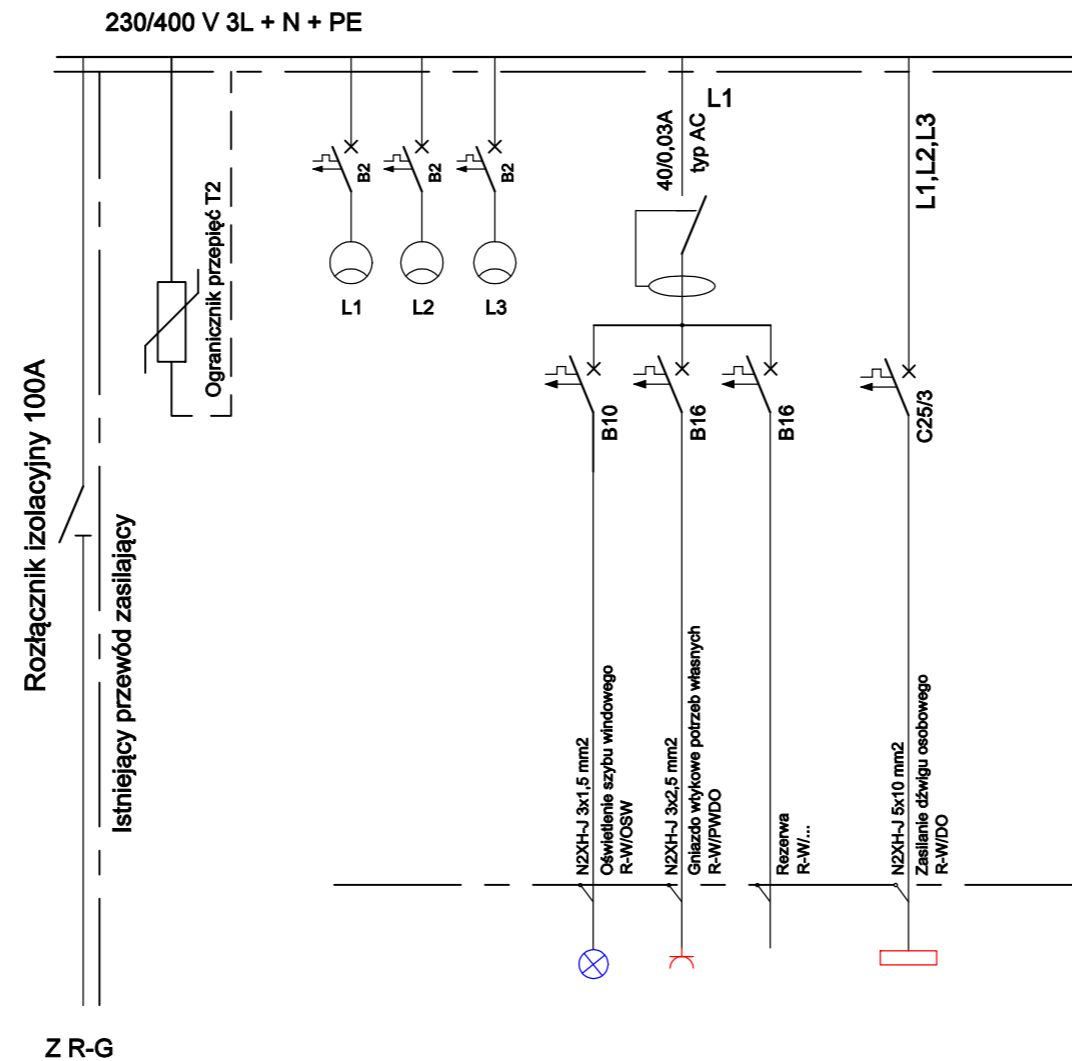 230/400 V 3L + N + PE
Rozłącznik izolacyjny 100A
Istniejący przewód zasilający
Z R-G
Ogranicznik przepięć T2
B2
B2
B2
L1
L2
L3
40/0,03A
typ AC
L1
L1,L2,L3
B10
B16
B16
C25/3
N2XH-J 3x1,5 mm2
Oświetlenie szybu windowego
R-W/OSW
N2XH-J 3x2,5 mm2
Gniazdo wtykowe potrzeb własnych
R-W/PWDO
Rezerwa
R-W/...
N2XH-J 5x10 mm2
Zasilanie dźwigu osobowego
R-W/DO